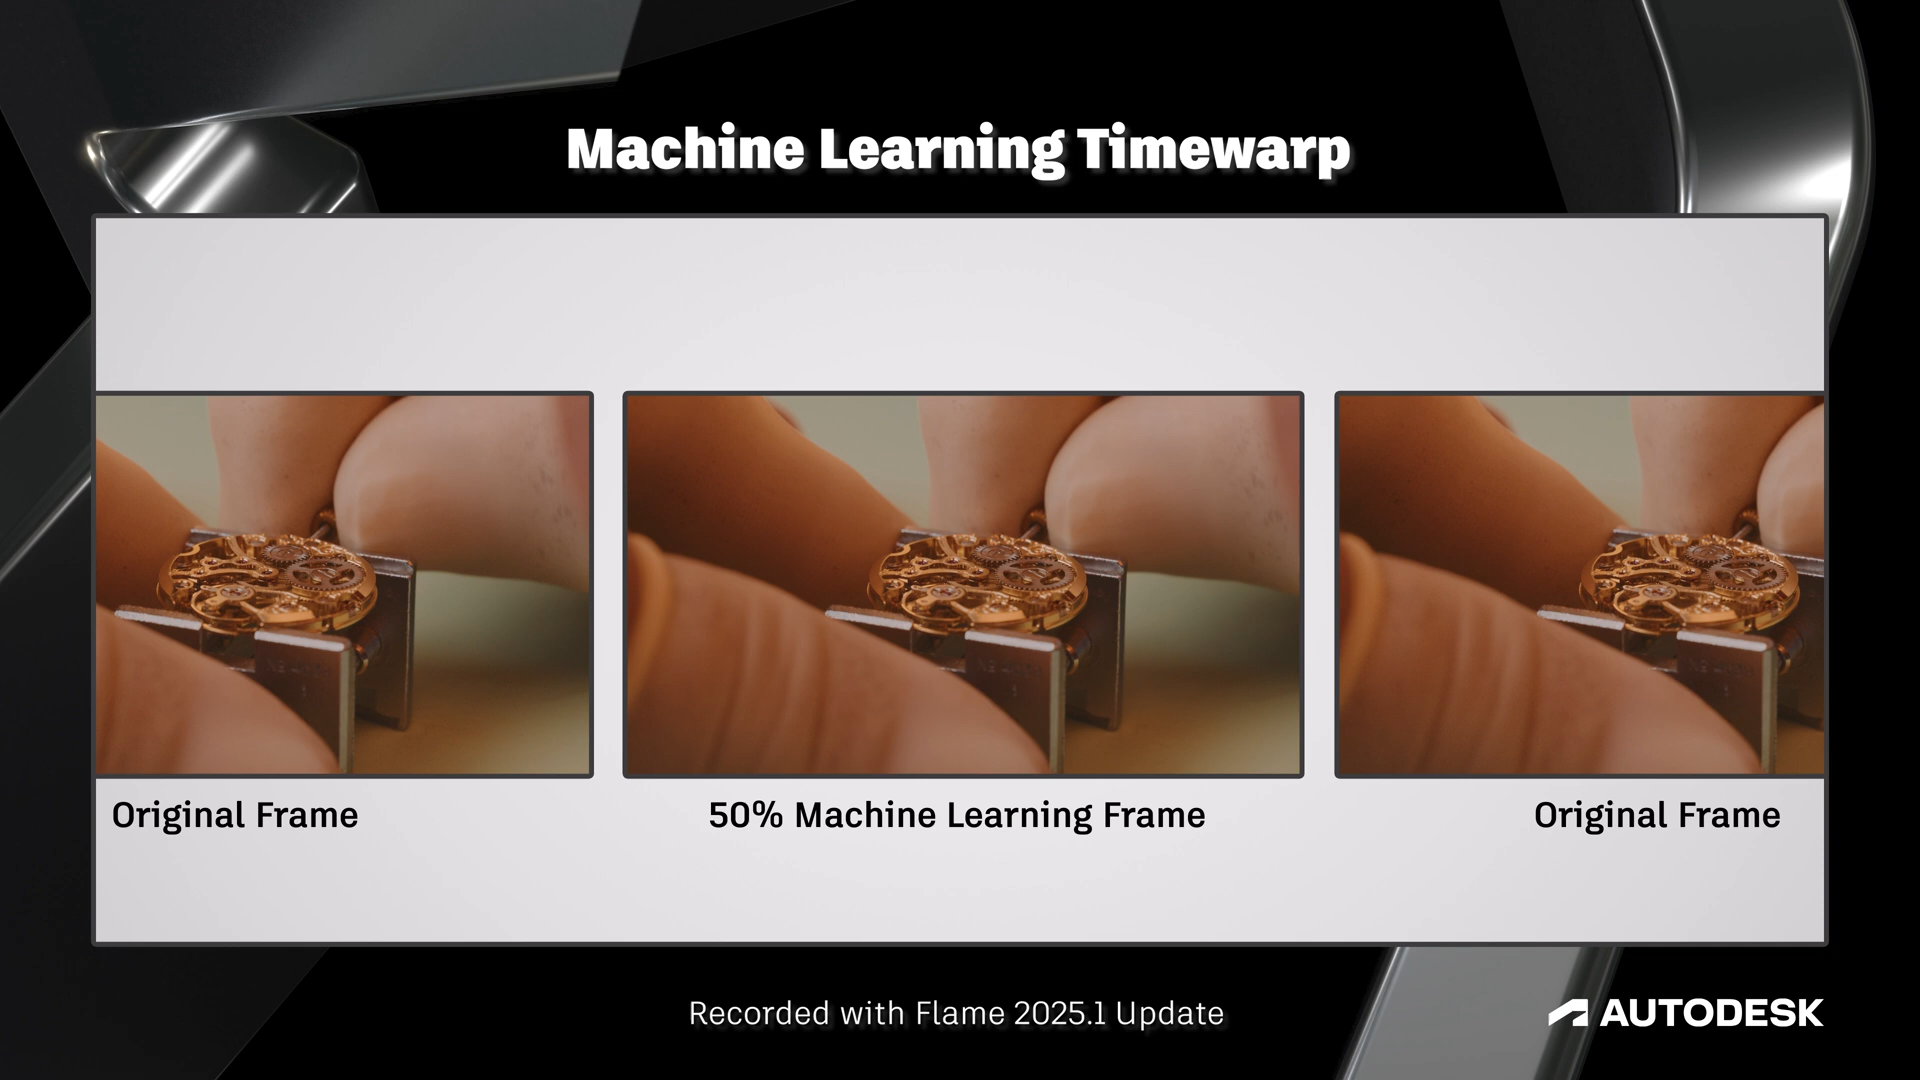 Machine Learning Timewarp
Original Frame
50% Machine Learning Frame
Original Frame
Recorded with Flame 2025.1 Update
AUTODESK